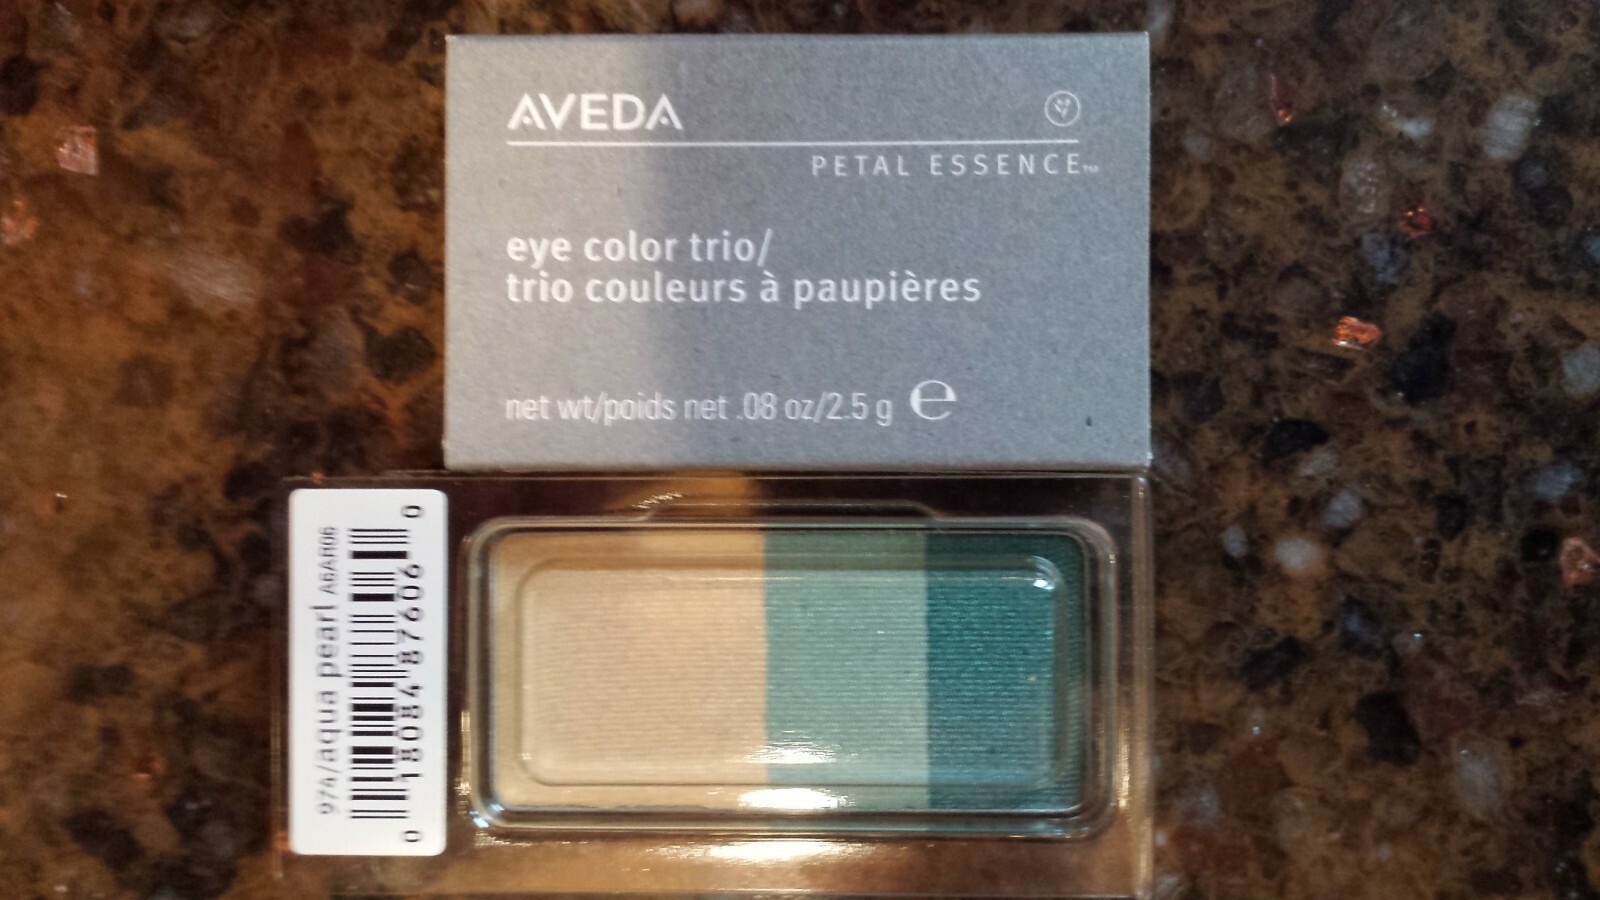 AVEDA
PETAL ESSENCE™
eye color trio/
trio couleurs à paupières
net wt/poids net .08 oz/2.5 g ℮
974/aqua pearl A6AR06
0 18084 87606 0